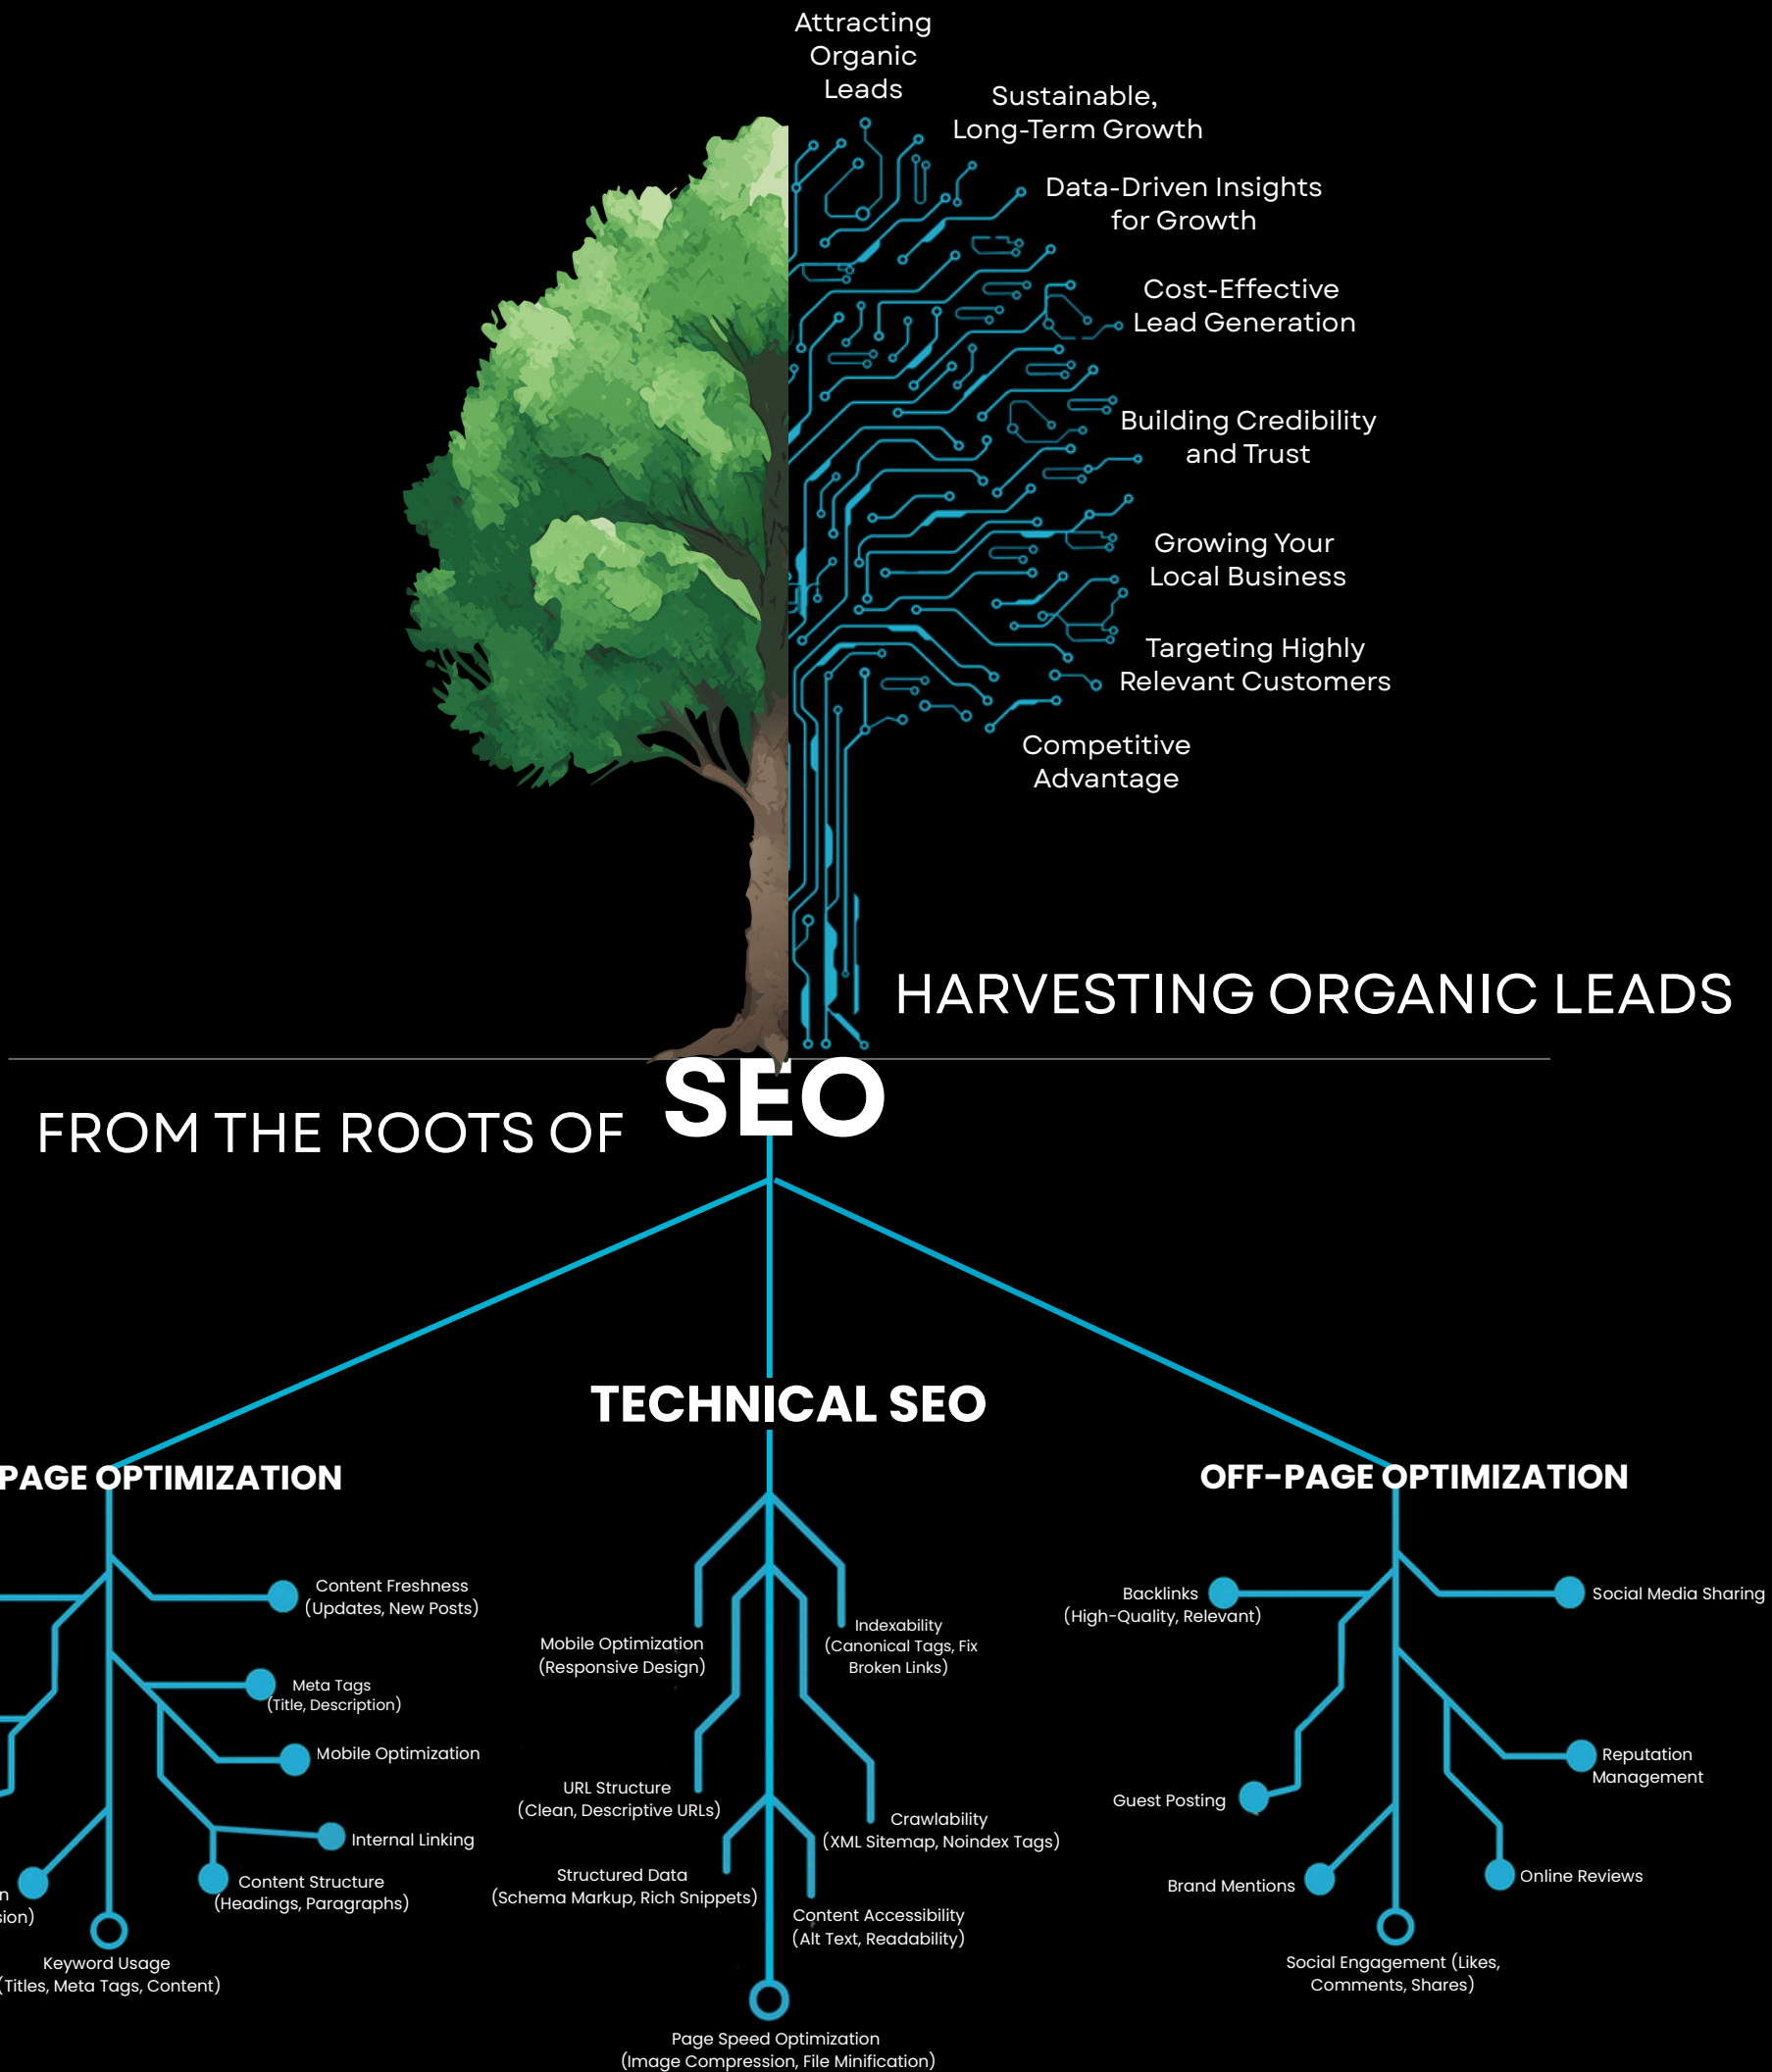 Attracting
Organic
Leads
Sustainable,
Long-Term Growth
Data-Driven Insights
for Growth
Cost-Effective
Lead Generation
Building Credibility
and Trust
Growing Your
Local Business
Targeting Highly
Relevant Customers
Competitive
Advantage
HARVESTING ORGANIC LEADS
FROM THE ROOTS OF
SEO
PAGE OPTIMIZATION
Content Freshness
(Updates, New Posts)
Meta Tags
(Title, Description)
Mobile Optimization
Internal Linking
Content Structure
(Headings, Paragraphs)
Keyword Usage
(Titles, Meta Tags, Content)
TECHNICAL SEO
Mobile Optimization
(Responsive Design)
Indexability
(Canonical Tags, Fix
Broken Links)
URL Structure
(Clean, Descriptive URLs)
Crawlability
(XML Sitemap, Noindex Tags)
Structured Data
(Schema Markup, Rich Snippets)
Content Accessibility
(Alt Text, Readability)
Page Speed Optimization
(Image Compression, File Minification)
OFF-PAGE OPTIMIZATION
Backlinks
(High-Quality, Relevant)
Social Media Sharing
Reputation
Management
Guest Posting
Brand Mentions
Online Reviews
Social Engagement (Likes,
Comments, Shares)